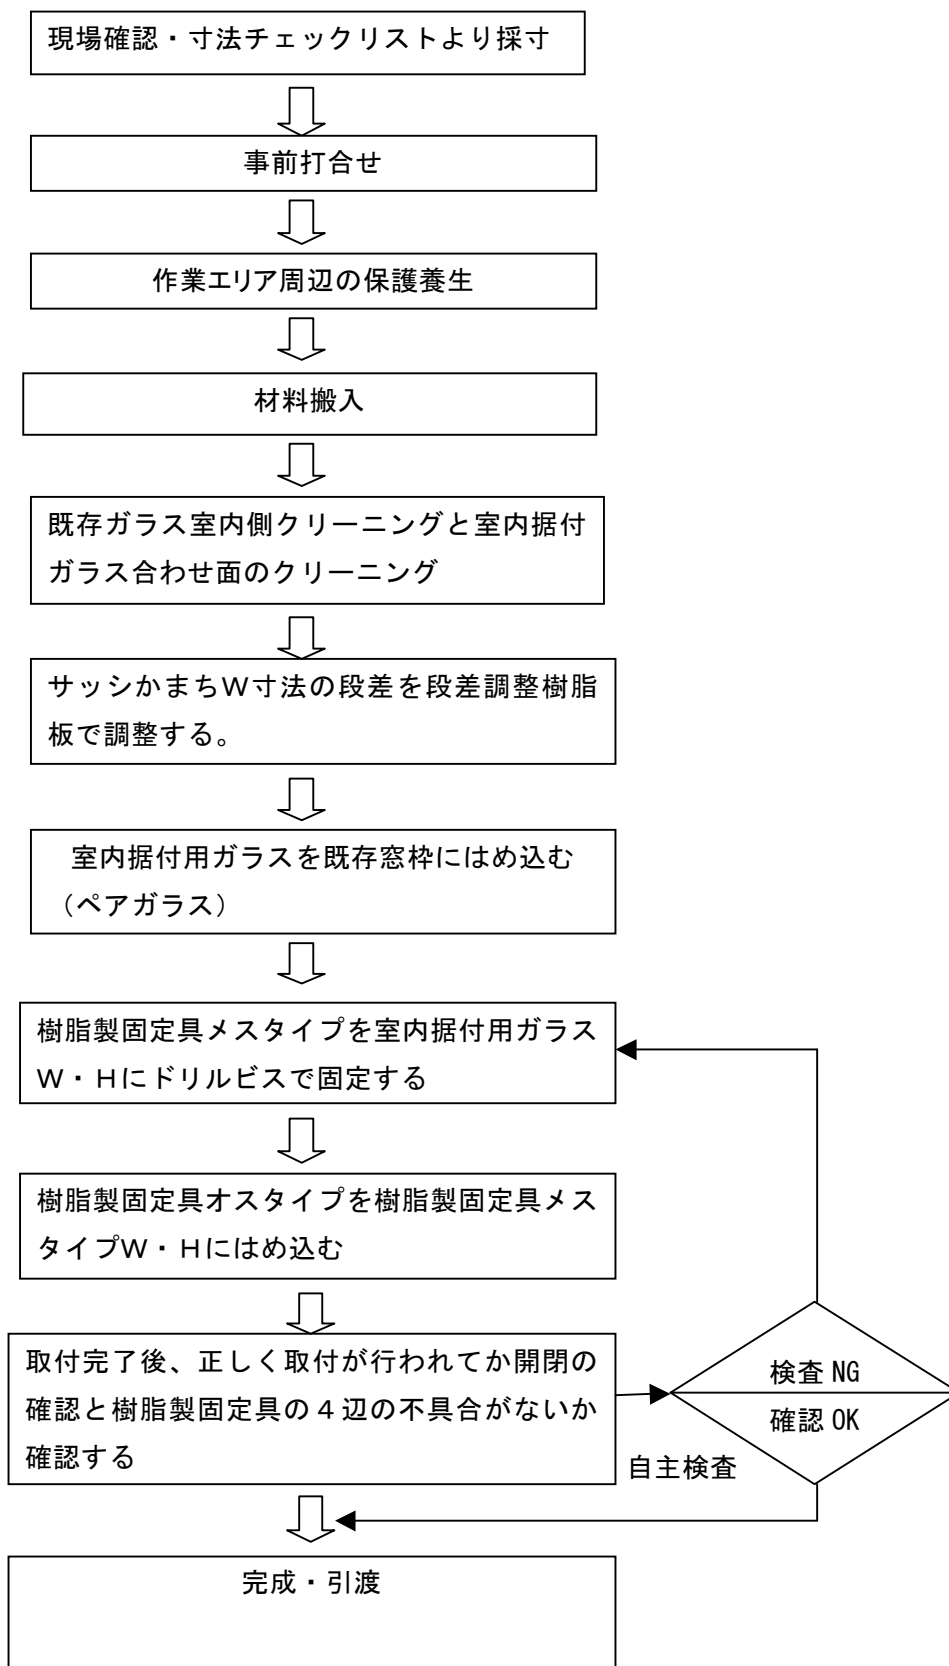 現場確認・寸法チェックリストより採寸
事前打合せ
作業エリア周辺の保護養生
材料搬入
既存ガラス室内側クリーニングと室内据付
ガラス合わせ面のクリーニング
サッシかまちＷ寸法の段差を段差調整樹脂
板で調整する。
室内据付用ガラスを既存窓枠にはめ込む
（ペアガラス）
樹脂製固定具メスタイプを室内据付用ガラス
Ｗ・Ｈにドリルビスで固定する
樹脂製固定具オスタイプを樹脂製固定具メス
タイプＷ・Ｈにはめ込む
取付完了後、正しく取付が行われてか開閉の
確認と樹脂製固定具の４辺の不具合がないか
確認する
検査 NG
確認 OK
自主検査
完成・引渡